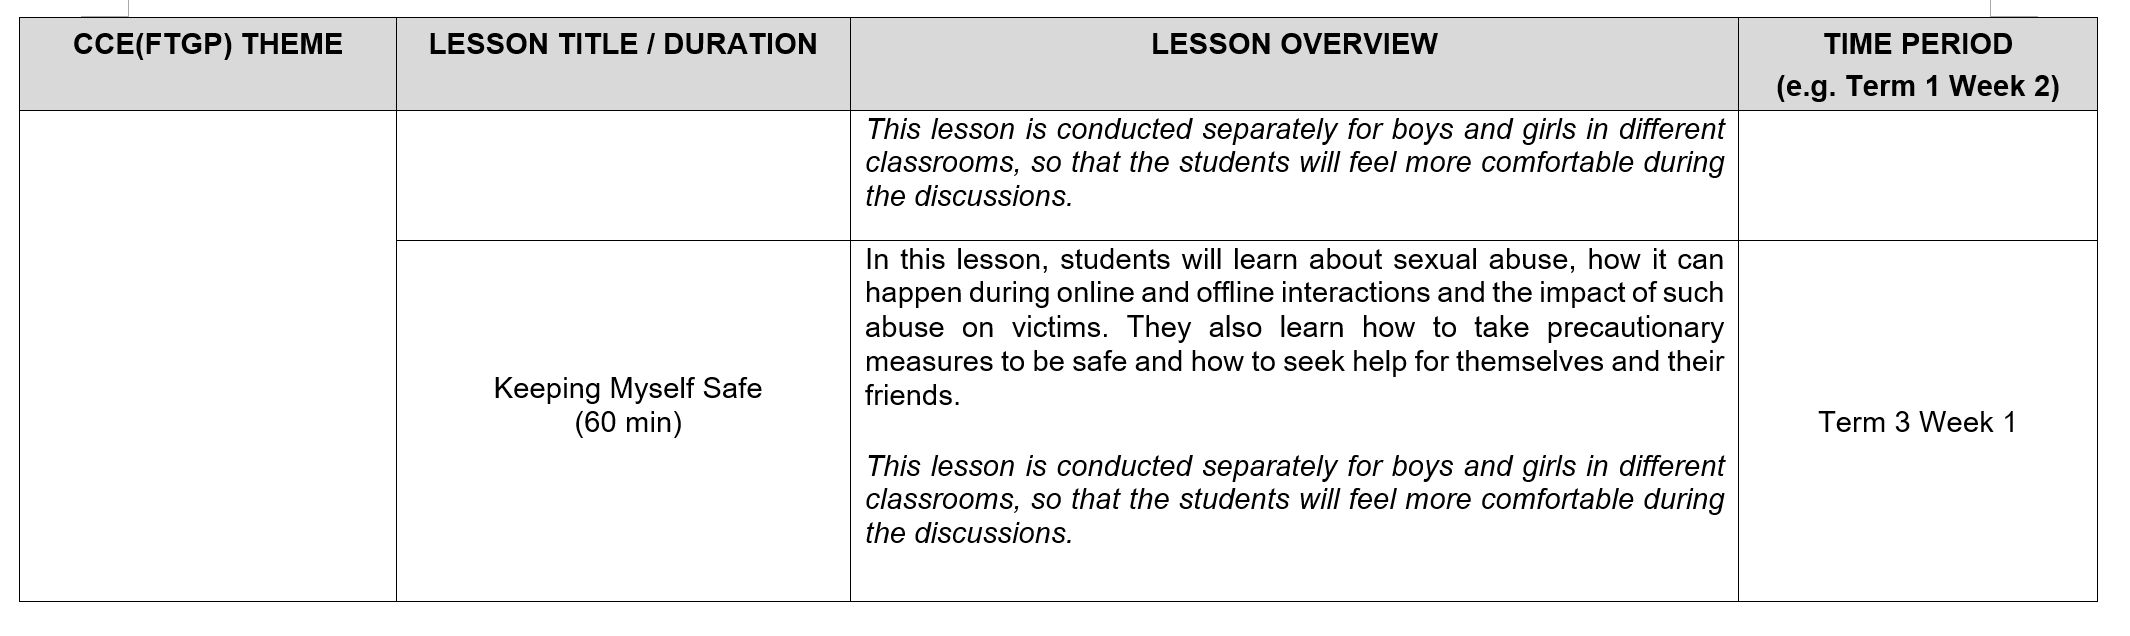 CCE(FTGP) THEME
LESSON TITLE / DURATION
LESSON OVERVIEW
TIME PERIOD
(e.g. Term 1 Week 2)
This lesson is conducted separately for boys and girls in different
classrooms, so that the students will feel more comfortable during
the discussions.
Keeping Myself Safe
(60 min)
In this lesson, students will learn about sexual abuse, how it can
happen during online and offline interactions and the impact of such
abuse on victims. They also learn how to take precautionary
measures to be safe and how to seek help for themselves and their
friends.
This lesson is conducted separately for boys and girls in different
classrooms, so that the students will feel more comfortable during
the discussions.
Term 3 Week 1